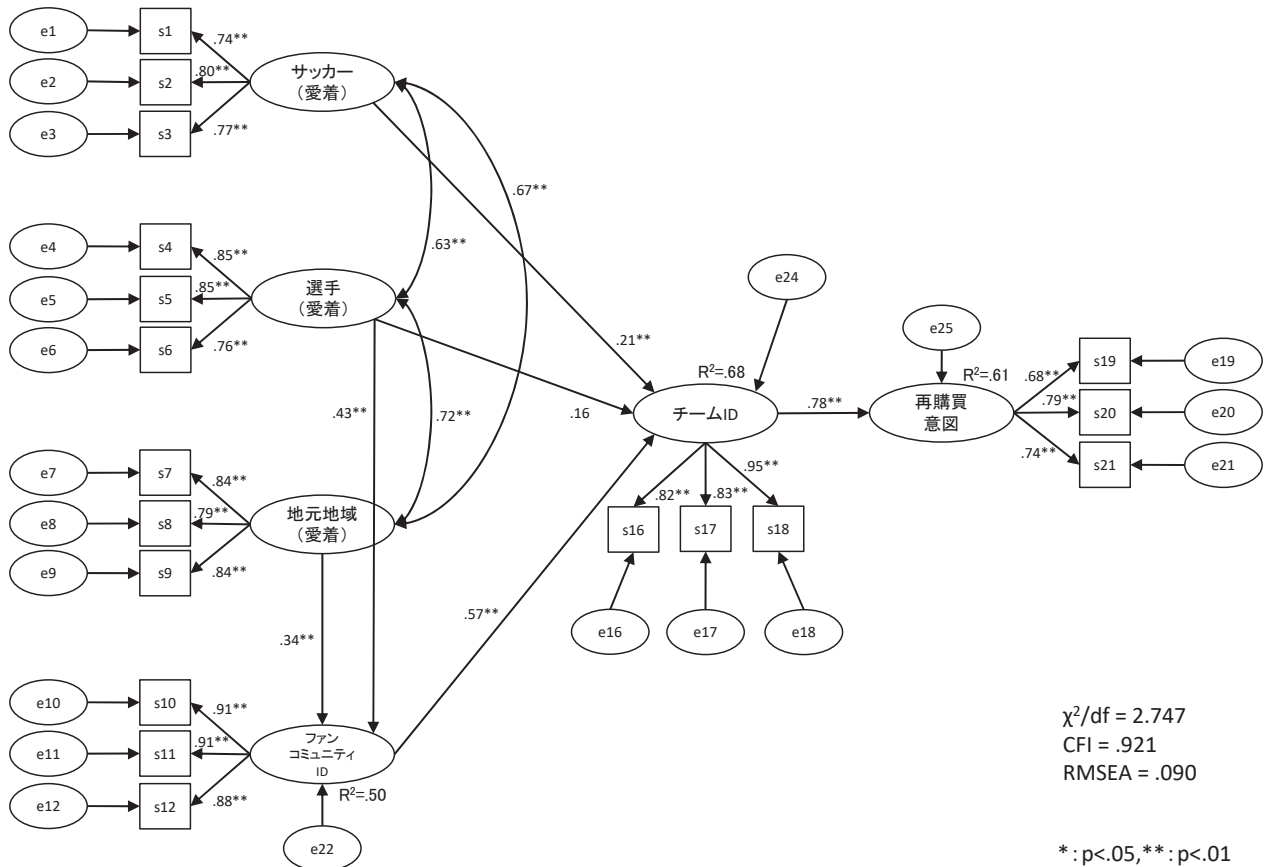 e1
s1
.74**
e2
s2
.80**
e3
s3
.77**
サッカー
(愛着)
.67**
.63**
e4
s4
.85**
e5
s5
.85**
e6
s6
.76**
選手
(愛着)
.21**
.16
.43**
.72**
e7
s7
.84**
e8
s8
.79**
e9
s9
.84**
地元地域
(愛着)
.34**
.57**
e10
s10
.91**
e11
s11
.91**
e12
s12
.88**
ファン
コミュニティ
ID
R²=.50
e22
e24
R²=.68
チームID
.78**
.82**
.83**
.95**
s16
s17
s18
e16
e17
e18
e25
R²=.61
再購買
意図
.68**
s19
e19
.79**
s20
e20
.74**
s21
e21
χ²/df = 2.747
CFI = .921
RMSEA = .090
*:p<.05,**:p<.01